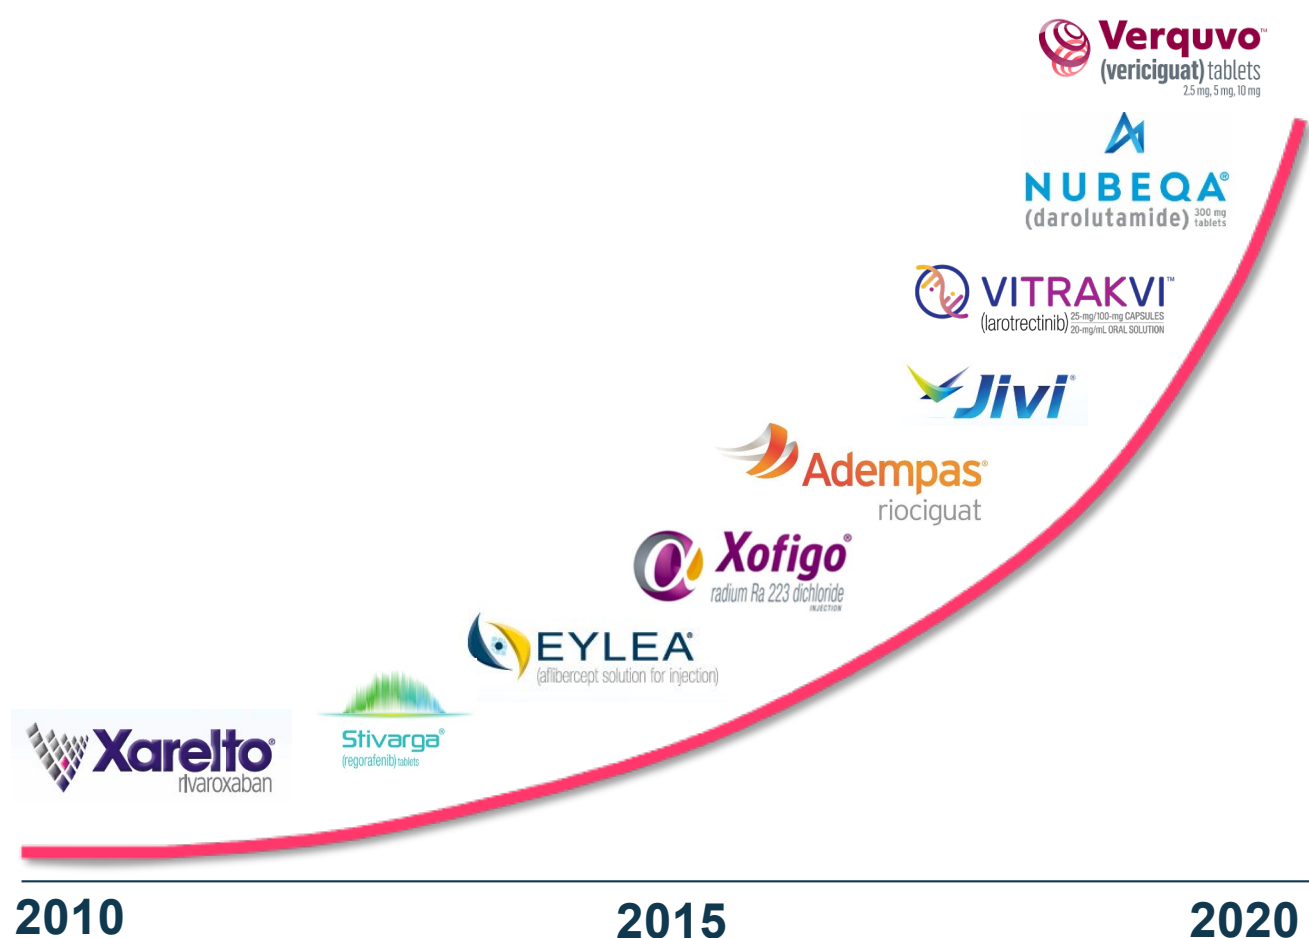 Verquvo™
(vericiguat) tablets
2.5 mg, 5 mg, 10 mg
NUBEQA®
(darolutamide) 300 mg tablets
VITRAKVI™
(larotrectinib) 25-mg/100-mg CAPSULES
20-mg/mL ORAL SOLUTION
Jivi®
Adempas®
riociguat
Xofigo®
radium Ra 223 dichloride
INJECTION
EYLEA®
(aflibercept solution for injection)
Stivarga®
(regorafenib) tablets
Xarelto®
rivaroxaban
2010
2015
2020